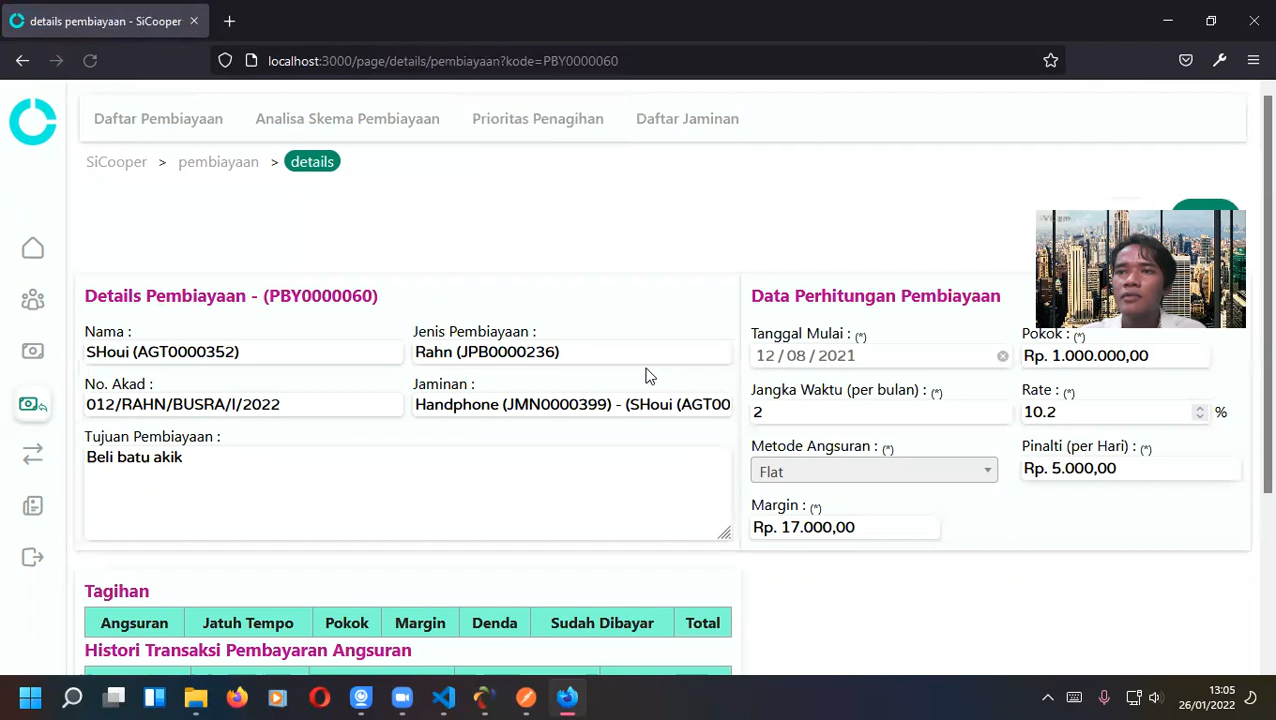 details pembiayaan - SiCooper
localhost:3000/page/details/pembiayaan?kode=PBY0000060
Daftar Pembiayaan Analisa Skema Pembiayaan Prioritas Penagihan Daftar Jaminan
SiCooper > pembiayaan > details
Details Pembiayaan - (PBY0000060)
Nama :
SHoui (AGT0000352)
Jenis Pembiayaan :
Rahn (JPB0000236)
No. Akad :
012/RAHN/BUSRA/I/2022
Jaminan :
Handphone (JMN0000399) - (SHoui (AGT00
Tujuan Pembiayaan :
Beli batu akik
Data Perhitungan Pembiayaan
Tanggal Mulai : (*)
12 / 08 / 2021
Pokok : (*)
Rp. 1.000.000,00
Jangka Waktu (per bulan) : (*)
2
Rate : (*)
10.2 %
Metode Angsuran : (*)
Flat
Pinalti (per Hari) : (*)
Rp. 5.000,00
Margin : (*)
Rp. 17.000,00
Tagihan
Angsuran Jatuh Tempo Pokok Margin Denda Sudah Dibayar Total
Histori Transaksi Pembayaran Angsuran
13:05
26/01/2022